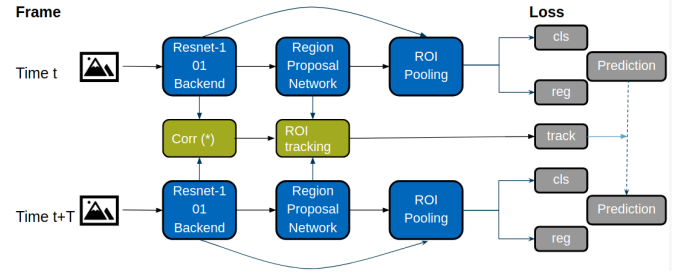 Frame
Loss
Time t
Resnet-1
01
Backend
Region
Proposal
Network
ROI
Pooling
cls
reg
Prediction
Corr (*)
ROI
tracking
track
Time t+T
Resnet-1
01
Backend
Region
Proposal
Network
ROI
Pooling
cls
reg
Prediction